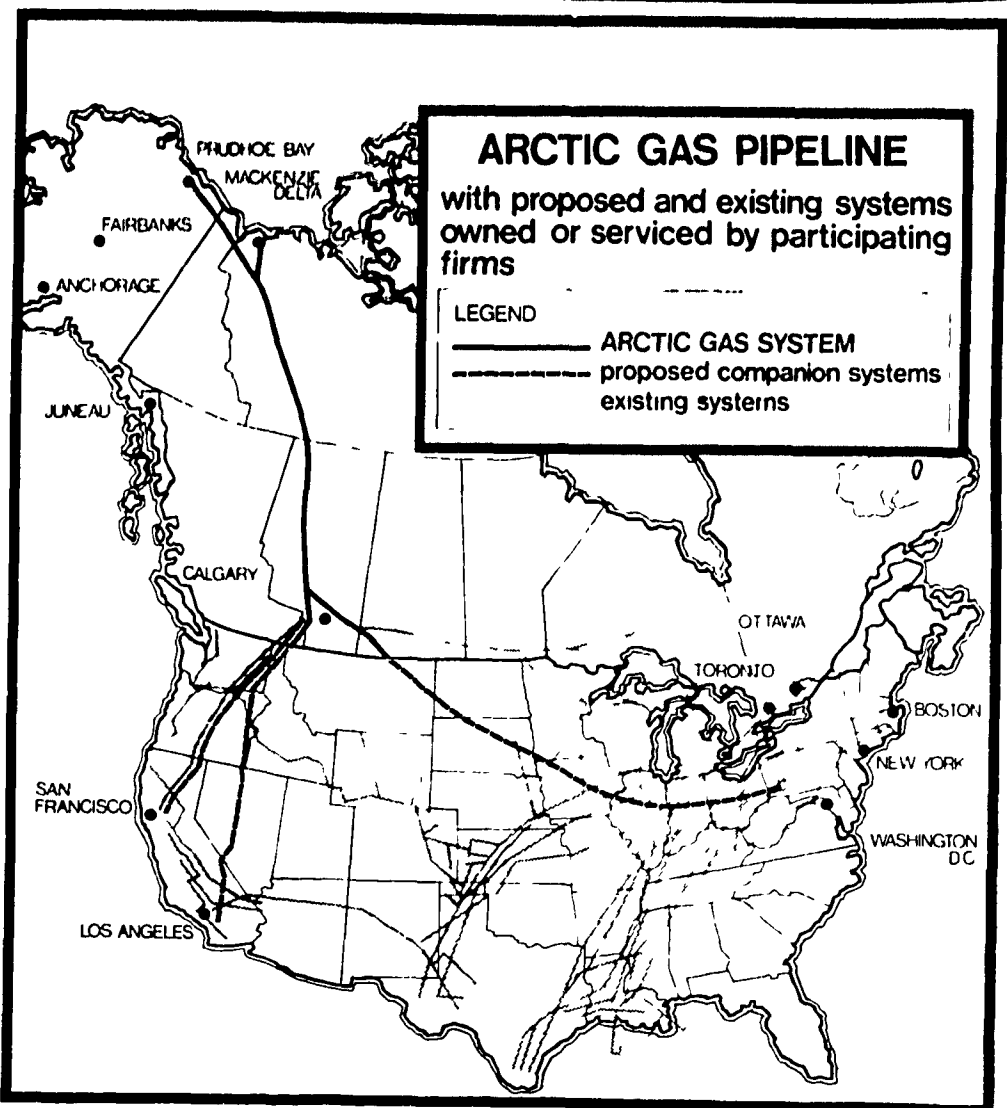 ARCTIC GAS PIPELINE
with proposed and existing systems
owned or serviced by participating
firms
LEGEND
ARCTIC GAS SYSTEM
proposed companion systems
existing systems
PRUDHOE BAY
MACKENZIE
DELTA
FAIRBANKS
ANCHORAGE
JUNEAU
CALGARY
OTTAWA
TORONTO
BOSTON
NEW YORK
SAN
FRANCISCO
WASHINGTON
DC
LOS ANGELES